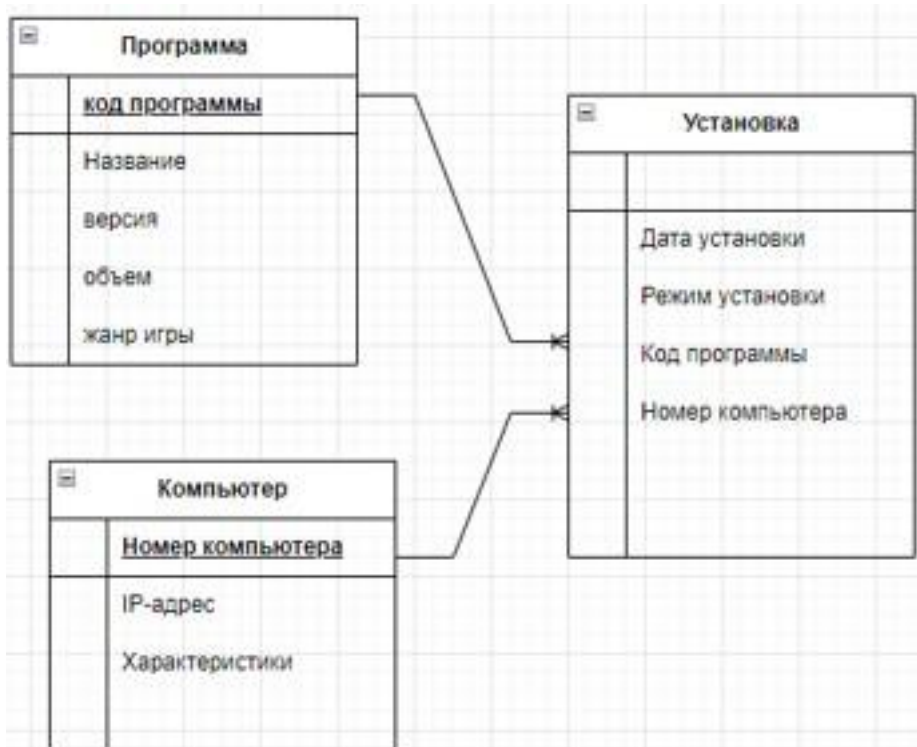 Программа
код программы
Название
версия
объем
жанр игры
Установка
Дата установки
Режим установки
Код программы
Номер компьютера
Компьютер
Номер компьютера
IP-адрес
Характеристики